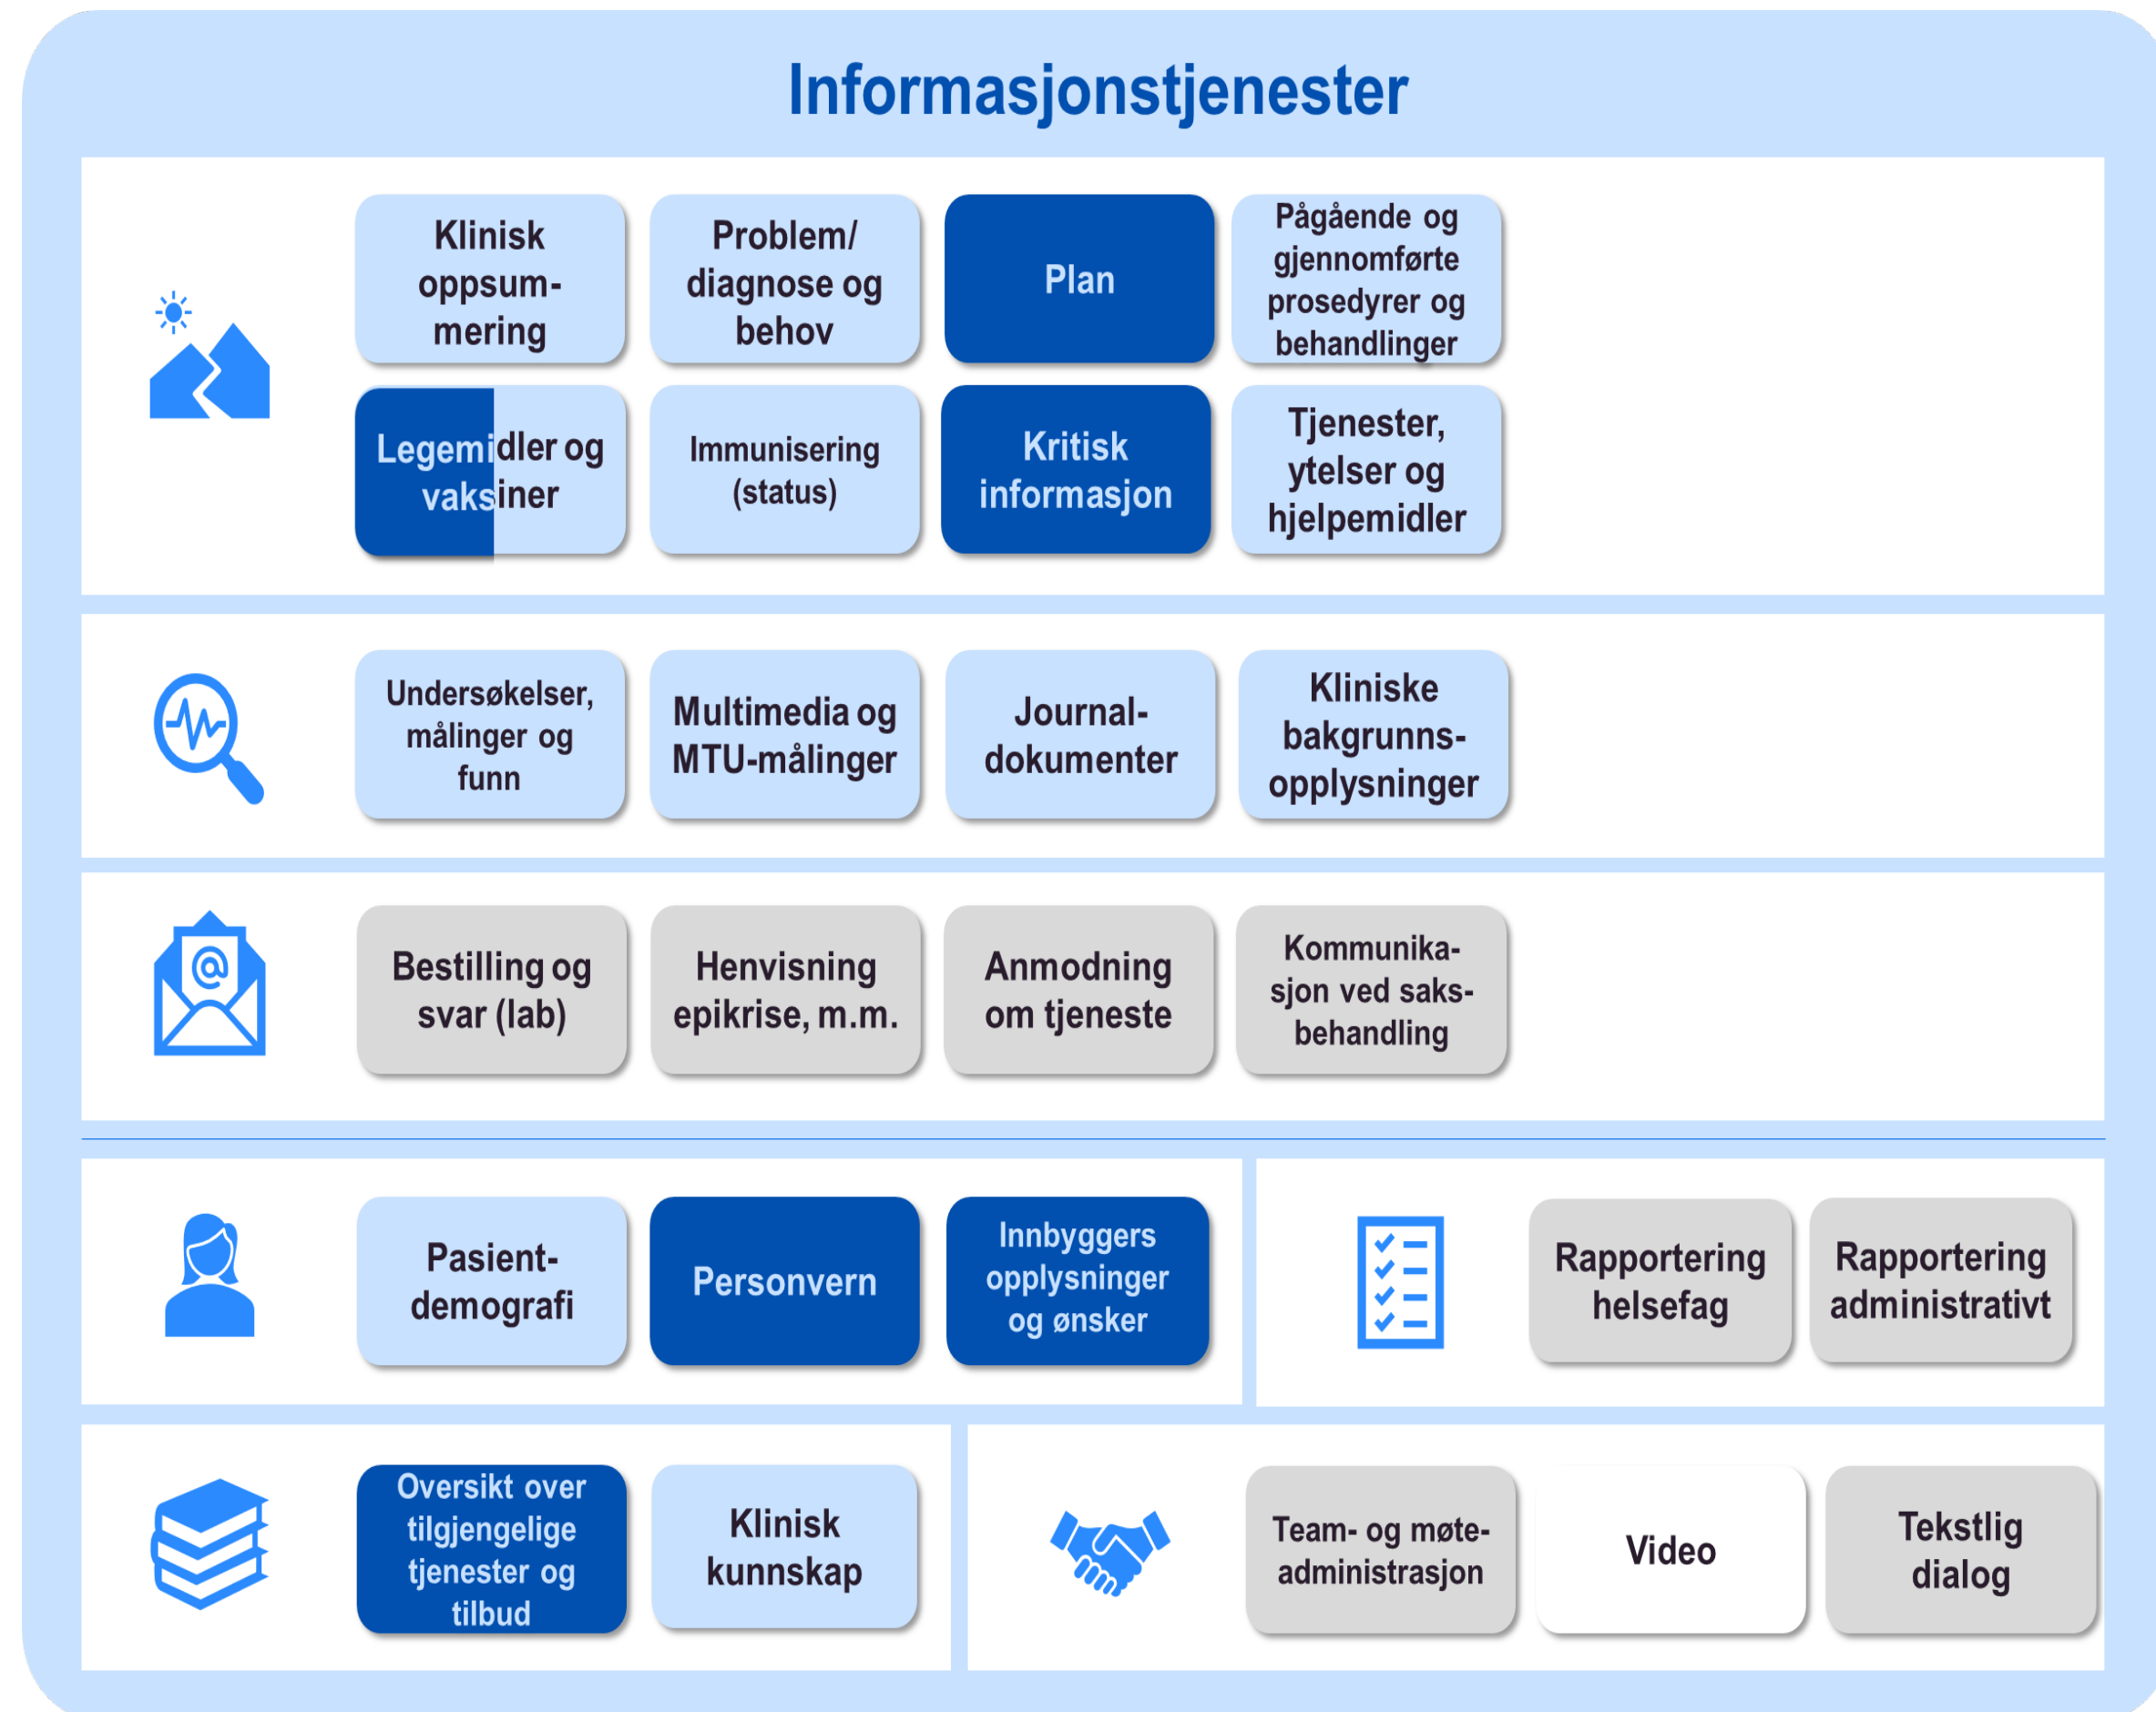 Informasjonstjenester
Klinisk
oppsum-
mering
Problem/
diagnose og
behov
Plan
Pågående og
gjennomførte
prosedyrer og
behandlinger
Legemidler og
vaksiner
Immunisering
(status)
Kritisk
informasjon
Tjenester,
ytelser og
hjelpemidler
Undersøkelser,
målinger og
funn
Multimedia og
MTU-målinger
Journal-
dokumenter
Kliniske
bakgrunns-
opplysninger
@
Bestilling og
svar (lab)
Henvisning
epikrise, m.m.
Anmodning
om tjeneste
Kommunika-
sjon ved saks-
behandling
Pasient-
demografi
Personvern
Innbyggers
opplysninger
og ønsker
Rapportering
helsefag
Rapportering
administrativt
Oversikt over
tilgjengelige
tjenester og
tilbud
Klinisk
kunnskap
Team- og møte-
administrasjon
Video
Tekstlig
dialog